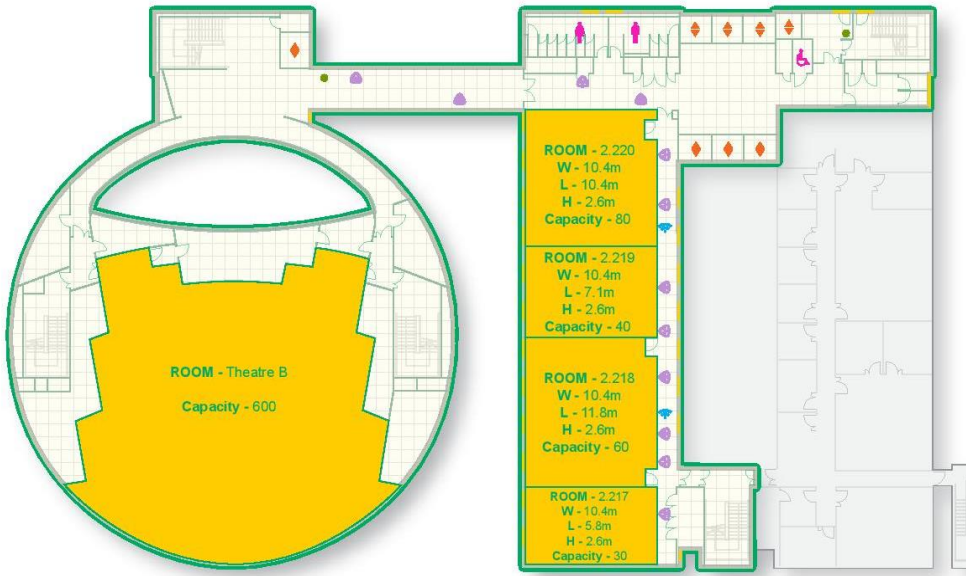 ROOM - Theatre B
Capacity - 600
ROOM - 2.220
W - 10.4m
L - 10.4m
H - 2.6m
Capacity - 80
ROOM - 2.219
W - 10.4m
L - 7.1m
H - 2.6m
Capacity - 40
ROOM - 2.218
W - 10.4m
L - 11.8m
H - 2.6m
Capacity - 60
ROOM - 2.217
W - 10.4m
L - 5.8m
H - 2.6m
Capacity - 30